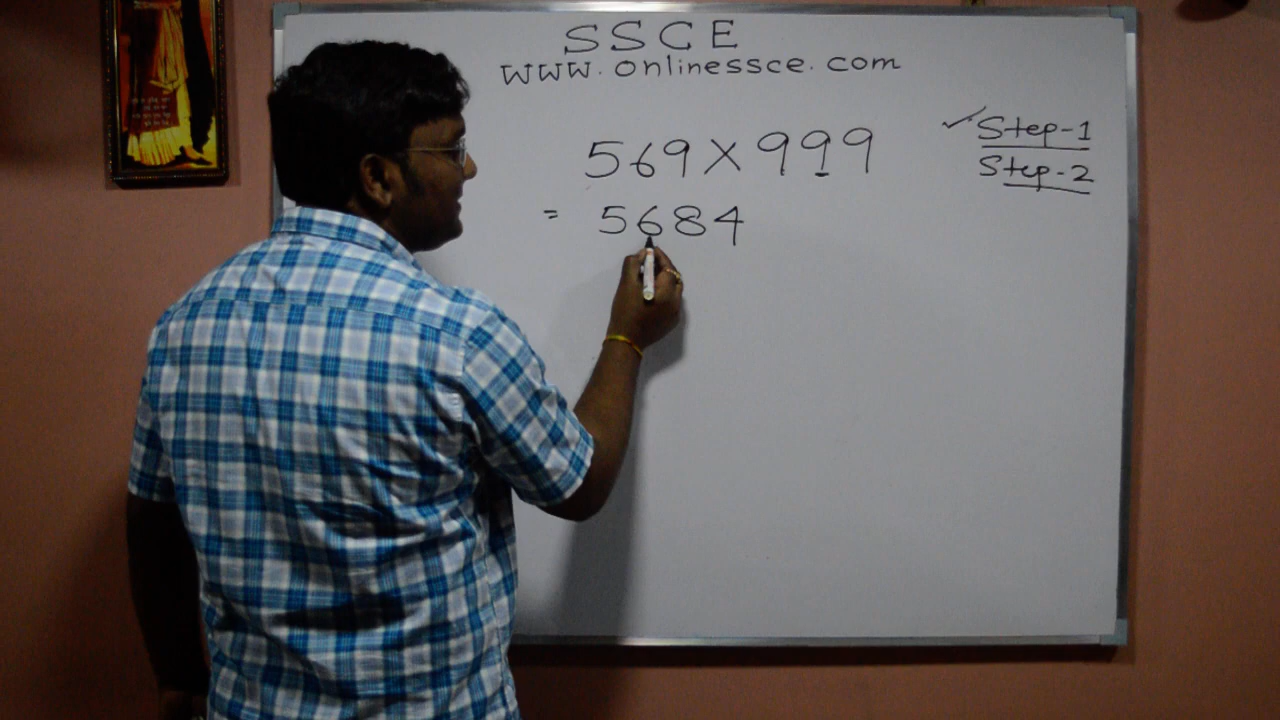 SSCE
www.onlinessce.com
569 X 999
= 5684
✓ Step-1
Step-2